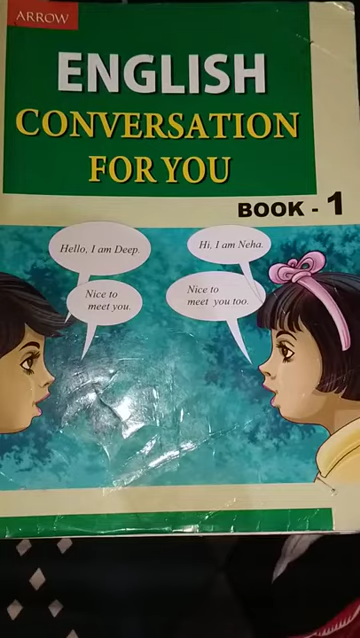 ARROW
ENGLISH
CONVERSATION
FOR YOU
BOOK - 1
Hello, I am Deep.
Hi, I am Neha.
Nice to
meet you.
Nice to
meet you too.